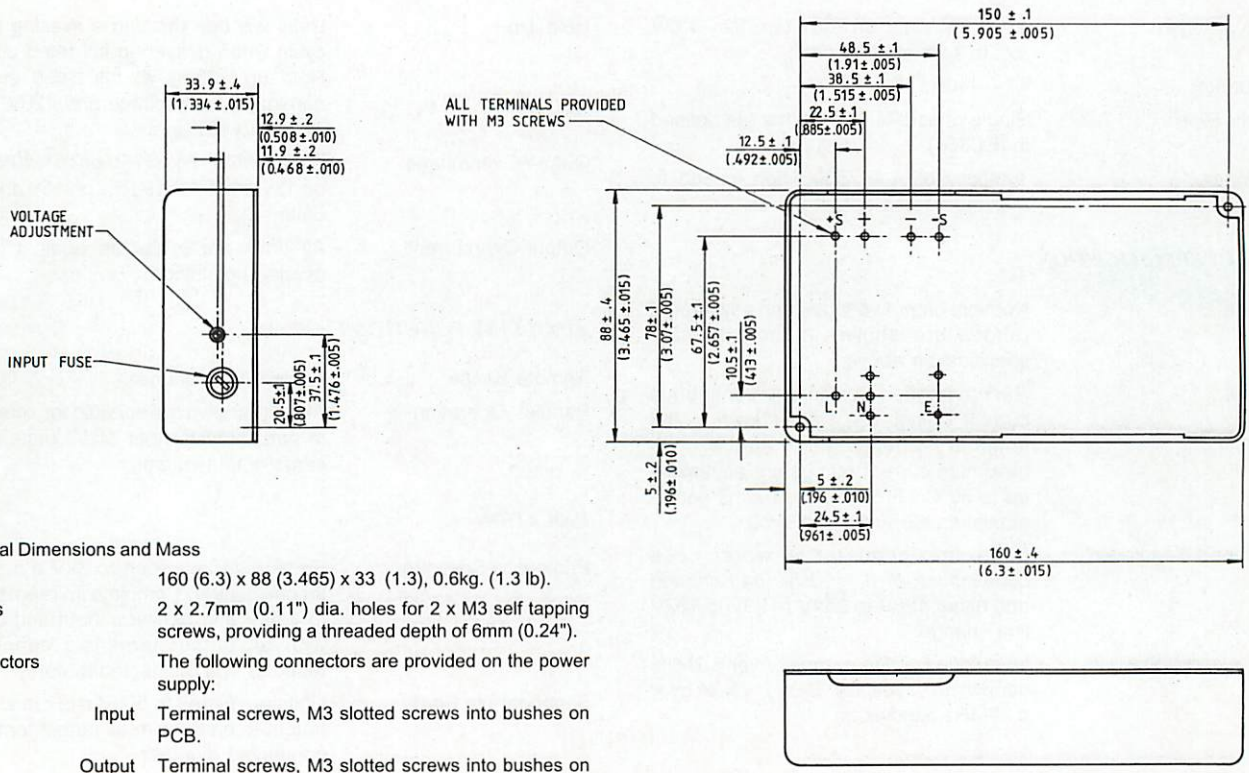 150 ± .1
(5.905 ± .005)
48.5 ± .1
(1.91 ± .005)
38.5 ± .1
(1.515 ± .005)
22.5 ± .1
(.885 ± .005)
12.5 ± .1
(.492 ± .005)
33.9 ± .4
(1.334 ± .015)
12.9 ± .2
(0.508 ± .010)
11.9 ± .2
(0.468 ± .010)
ALL TERMINALS PROVIDED
WITH M3 SCREWS
VOLTAGE
ADJUSTMENT
INPUT FUSE
20.5 ± 1
(.807 ± .005)
37.5 ± .1
(1.476 ± .005)
88 ± .4
(3.465 ± .015)
78 ± .1
(3.07 ± .005)
67.5 ± .1
(2.657 ± .005)
10.5 ± .1
(.413 ± .005)
5 ± .2
(.196 ± .010)
+S + -S
L N E
5 ± .2
(.196 ± .010)
24.5 ± .1
(.961 ± .005)
160 ± .4
(6.3 ± .015)
al Dimensions and Mass
160 (6.3) x 88 (3.465) x 33 (1.3), 0.6kg. (1.3 lb).
2 x 2.7mm (0.11") dia. holes for 2 x M3 self tapping
screws, providing a threaded depth of 6mm (0.24").
ctors The following connectors are provided on the power
supply:
Input Terminal screws, M3 slotted screws into bushes on
PCB.
Output Terminal screws, M3 slotted screws into bushes on